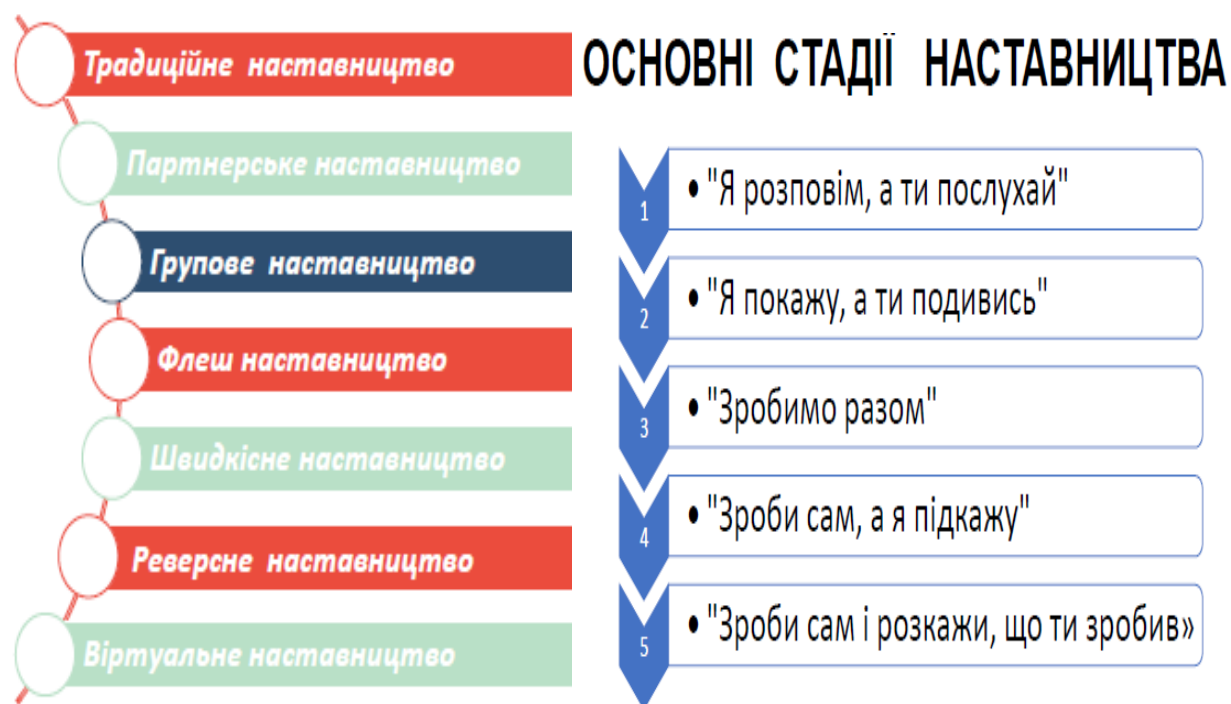 Традиційне наставництво
Партнерське наставництво
Групове наставництво
Флеш наставництво
Швидкісне наставництво
Реверсне наставництво
Віртуальне наставництво
ОСНОВНІ СТАДІЇ НАСТАВНИЦТВА
1
• "Я розповім, а ти послухай"
2
• "Я покажу, а ти подивись"
3
• "Зробимо разом"
4
• "Зроби сам, а я підкажу"
5
• "Зроби сам і розкажи, що ти зробив»